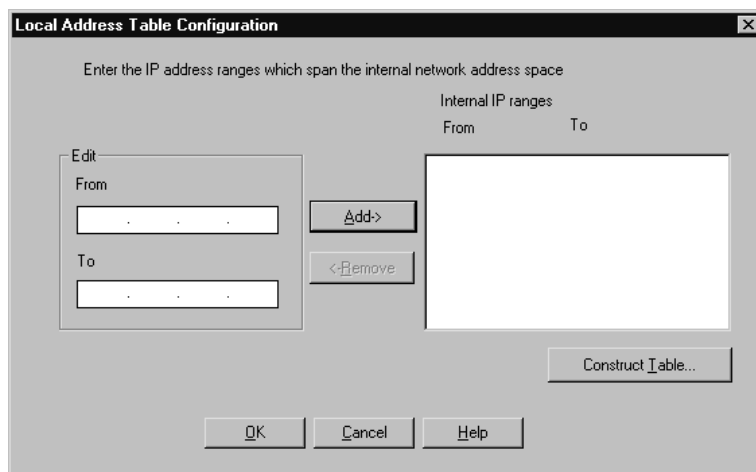 Local Address Table Configuration
Enter the IP address ranges which span the internal network address space
Internal IP ranges
From To
Edit
From
. . .
Add->
To
. . .
<-Remove
Construct Table...
OK Cancel Help